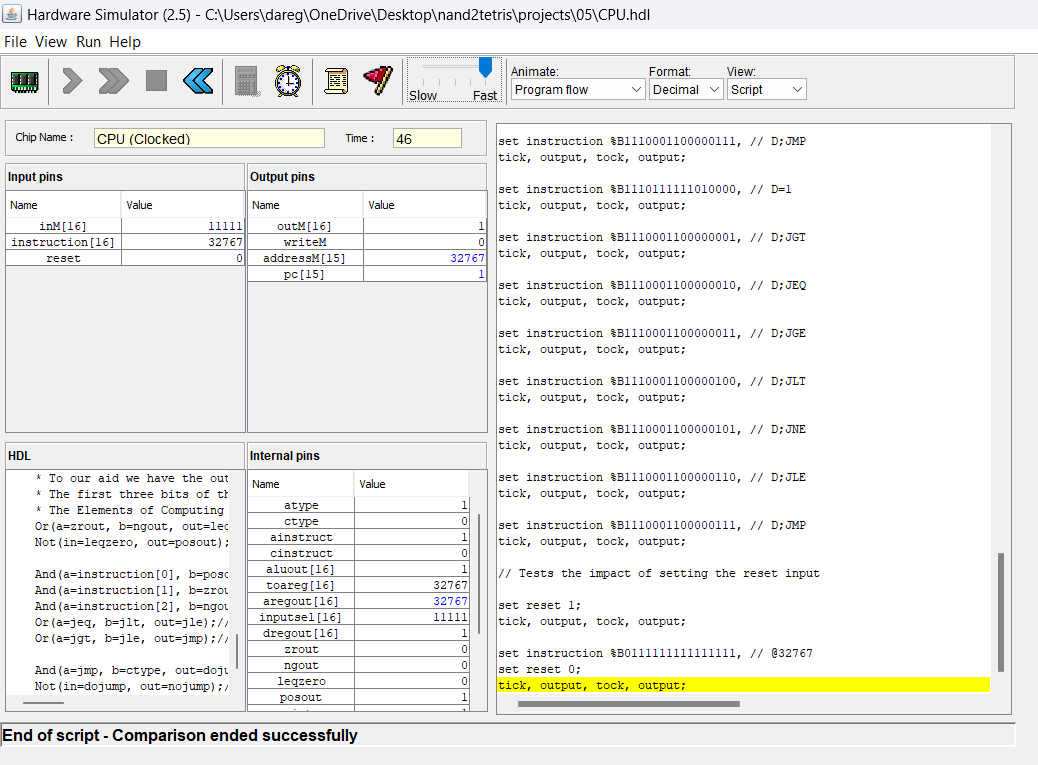 Hardware Simulator (2.5) - C:\Users\dareg\OneDrive\Desktop\nand2tetris\projects\05\CPU.hdl
File View Run Help
Slow Fast
Animate: Format: View:
Program flow Decimal Script
Chip Name : CPU (Clocked) Time : 46
Input pins
Name Value
inM[16] 11111
instruction[16] 32767
reset 0
Output pins
Name Value
outM[16] 1
writeM 0
addressM[15] 32767
pc[15] 1
HDL
* To our aid we have the out
* The first three bits of th
* The Elements of Computing
Or(a=zrout, b=ngout, out=leq
Not(in=leqzero, out=posout);
And(a=instruction[0], b=poso
And(a=instruction[1], b=zrou
And(a=instruction[2], b=ngou
Or(a=jeq, b=jlt, out=jle);//
Or(a=jgt, b=jle, out=jmp);//
And(a=jmp, b=ctype, out=doju
Not(in=dojump, out=nojump);/
Internal pins
Name Value
atype 1
ctype 0
ainstruct 1
cinstruct 0
aluout[16] 1
toareg[16] 32767
aregout[16] 32767
inputsel[16] 11111
dregout[16] 1
zrout 0
ngout 0
leqzero 0
posout 1
set instruction %B1110001100000111, // D;JMP
tick, output, tock, output;
set instruction %B1110111111010000, // D=1
tick, output, tock, output;
set instruction %B1110001100000001, // D;JGT
tick, output, tock, output;
set instruction %B1110001100000010, // D;JEQ
tick, output, tock, output;
set instruction %B1110001100000011, // D;JGE
tick, output, tock, output;
set instruction %B1110001100000100, // D;JLT
tick, output, tock, output;
set instruction %B1110001100000101, // D;JNE
tick, output, tock, output;
set instruction %B1110001100000110, // D;JLE
tick, output, tock, output;
set instruction %B1110001100000111, // D;JMP
tick, output, tock, output;
// Tests the impact of setting the reset input
set reset 1;
tick, output, tock, output;
set instruction %B0111111111111111, // @32767
set reset 0;
tick, output, tock, output;
End of script - Comparison ended successfully